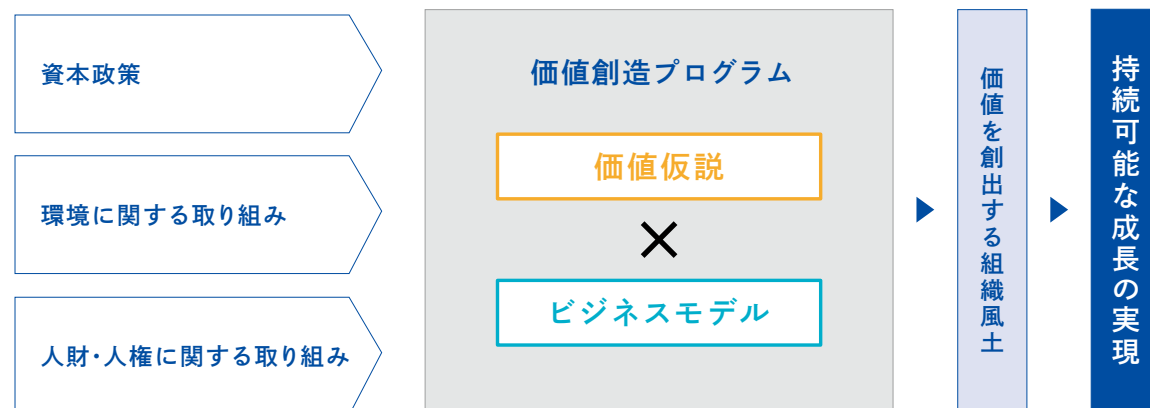 資本政策
環境に関する取り組み
人財・人権に関する取り組み
価値創造プログラム
価値仮説
×
ビジネスモデル
価値を創出する組織風土
持続可能な成長の実現